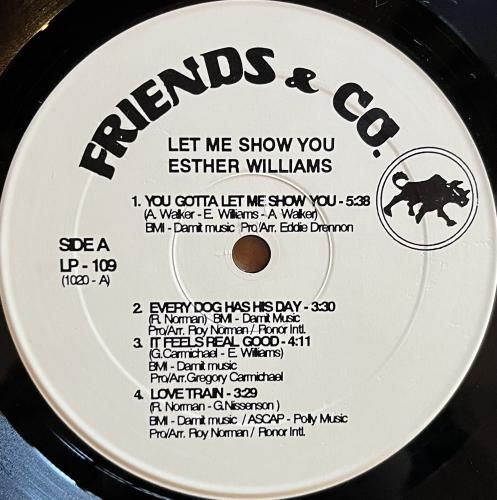 FRIENDS & CO.
LET ME SHOW YOU
ESTHER WILLIAMS
1. YOU GOTTA LET ME SHOW YOU - 5:38
(A. Walker - E. Williams - A. Walker)
BMI - Damit music Pro/Arr. Eddie Drennon
SIDE A
LP - 109
(1020 - A)
2. EVERY DOG HAS HIS DAY - 3:30
(R. Norman) BMI - Damit Music
Pro/Arr. Roy Norman / Ronor Intl.
3. IT FEELS REAL GOOD - 4:11
(G.Carmichael - E. Williams)
BMI - Damit music
Pro/Arr.Gregory Carmichael
4. LOVE TRAIN - 3:29
(R. Norman - G.Nissenson )
BMI - Damit music / ASCAP - Polly Music
Pro/Arr. Roy Norman / Ronor Intl.